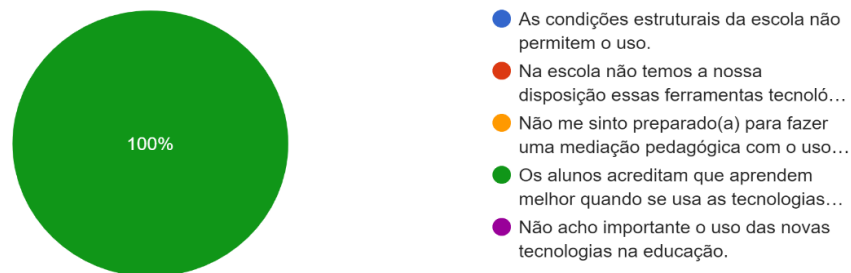 100%
As condições estruturais da escola não
permitem o uso.
Na escola não temos a nossa
disposição essas ferramentas tecnoló…
Não me sinto preparado(a) para fazer
uma mediação pedagógica com o uso…
Os alunos acreditam que aprendem
melhor quando se usa as tecnologias…
Não acho importante o uso das novas
tecnologias na educação.